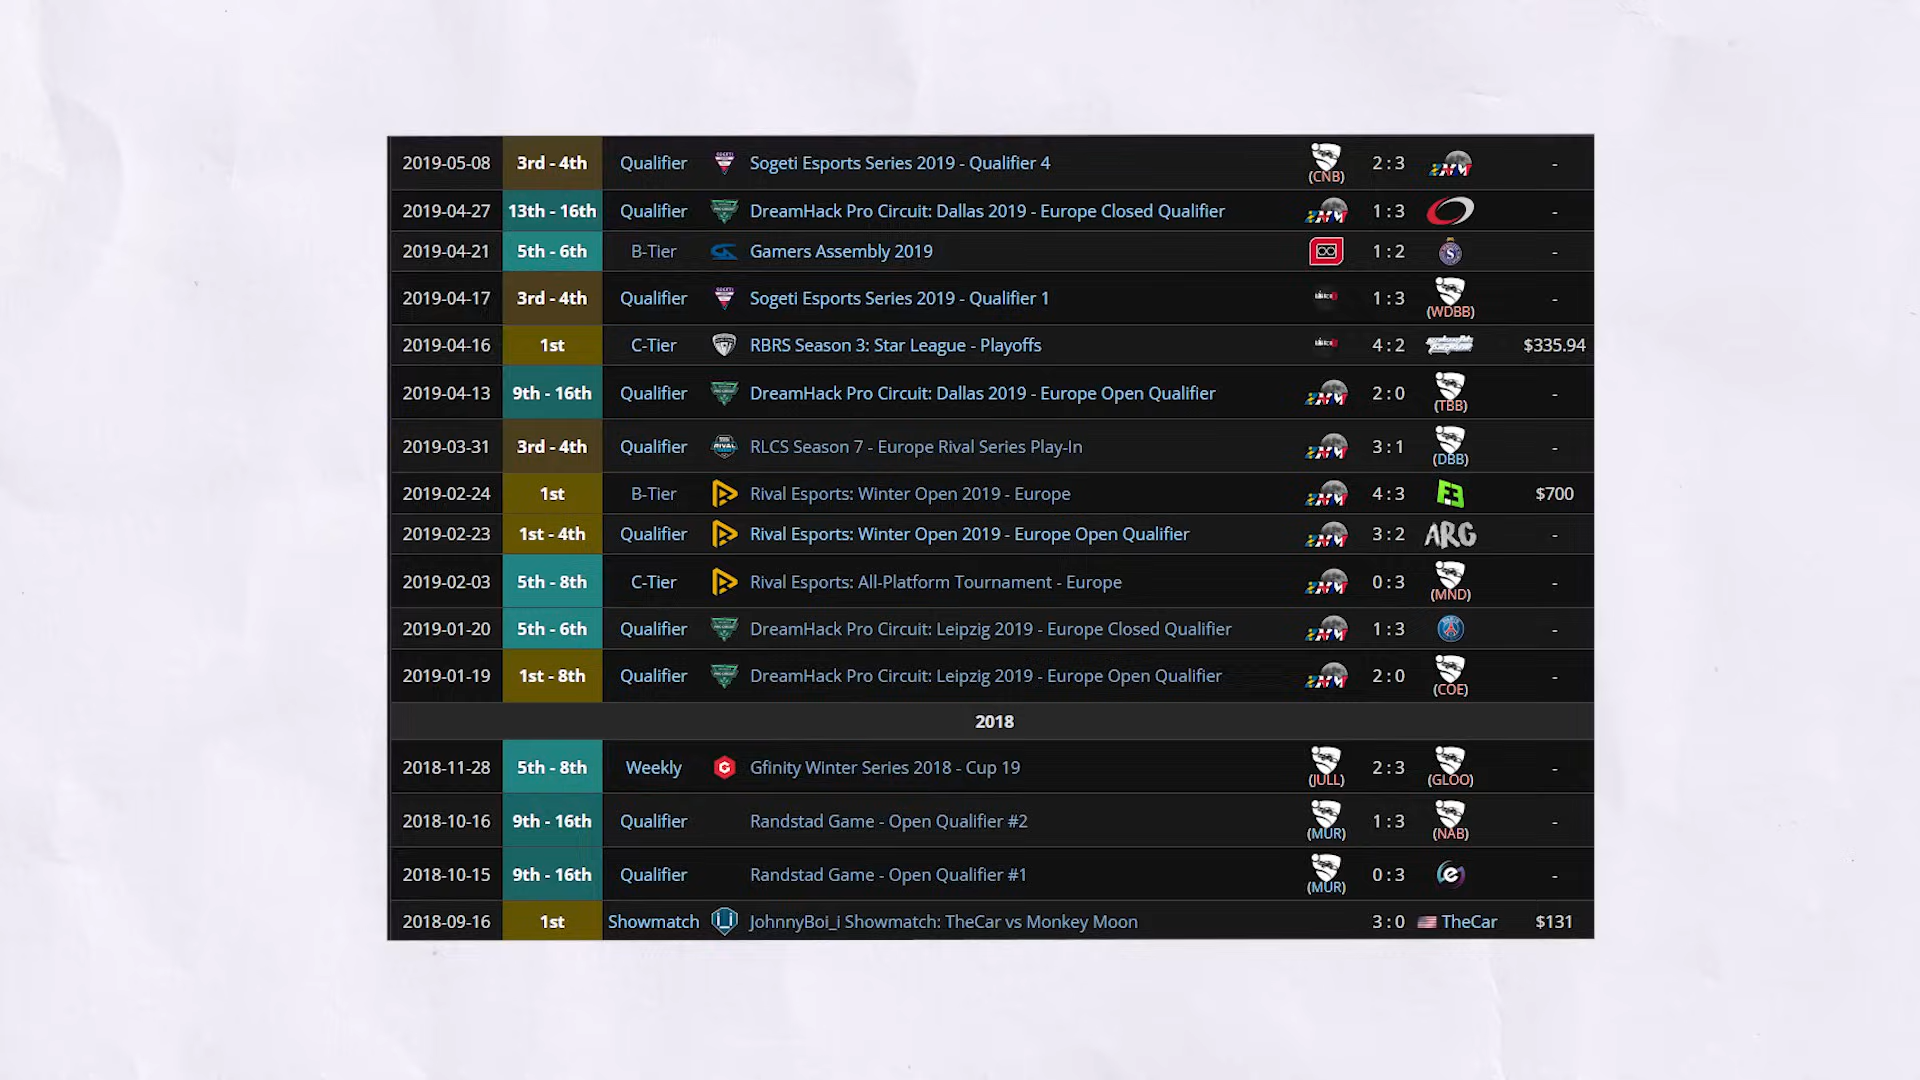 2019-05-08 3rd - 4th Qualifier Sogeti Esports Series 2019 - Qualifier 4 (CNB) 2 : 3 -
2019-04-27 13th - 16th Qualifier DreamHack Pro Circuit: Dallas 2019 - Europe Closed Qualifier 1 : 3 -
2019-04-21 5th - 6th B-Tier Gamers Assembly 2019 1 : 2 -
2019-04-17 3rd - 4th Qualifier Sogeti Esports Series 2019 - Qualifier 1 1 : 3 (WDBB) -
2019-04-16 1st C-Tier RBRS Season 3: Star League - Playoffs 4 : 2 $335.94
2019-04-13 9th - 16th Qualifier DreamHack Pro Circuit: Dallas 2019 - Europe Open Qualifier 2 : 0 (TBB) -
2019-03-31 3rd - 4th Qualifier RLCS Season 7 - Europe Rival Series Play-In 3 : 1 (DBB) -
2019-02-24 1st B-Tier Rival Esports: Winter Open 2019 - Europe 4 : 3 $700
2019-02-23 1st - 4th Qualifier Rival Esports: Winter Open 2019 - Europe Open Qualifier 3 : 2 ARG -
2019-02-03 5th - 8th C-Tier Rival Esports: All-Platform Tournament - Europe 0 : 3 (MND) -
2019-01-20 5th - 6th Qualifier DreamHack Pro Circuit: Leipzig 2019 - Europe Closed Qualifier 1 : 3 -
2019-01-19 1st - 8th Qualifier DreamHack Pro Circuit: Leipzig 2019 - Europe Open Qualifier 2 : 0 (COE) -
2018
2018-11-28 5th - 8th Weekly Gfinity Winter Series 2018 - Cup 19 (JULL) 2 : 3 (GLOO) -
2018-10-16 9th - 16th Qualifier Randstad Game - Open Qualifier #2 (MUR) 1 : 3 (NAB) -
2018-10-15 9th - 16th Qualifier Randstad Game - Open Qualifier #1 (MUR) 0 : 3 -
2018-09-16 1st Showmatch JohnnyBoi_i Showmatch: TheCar vs Monkey Moon 3 : 0 TheCar $131